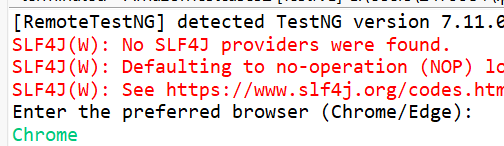 [RemoteTestNG] detected TestNG version 7.11.0
SLF4J(W): No SLF4J providers were found.
SLF4J(W): Defaulting to no-operation (NOP) lo
SLF4J(W): See https://www.slf4j.org/codes.htm
Enter the preferred browser (Chrome/Edge):
Chrome